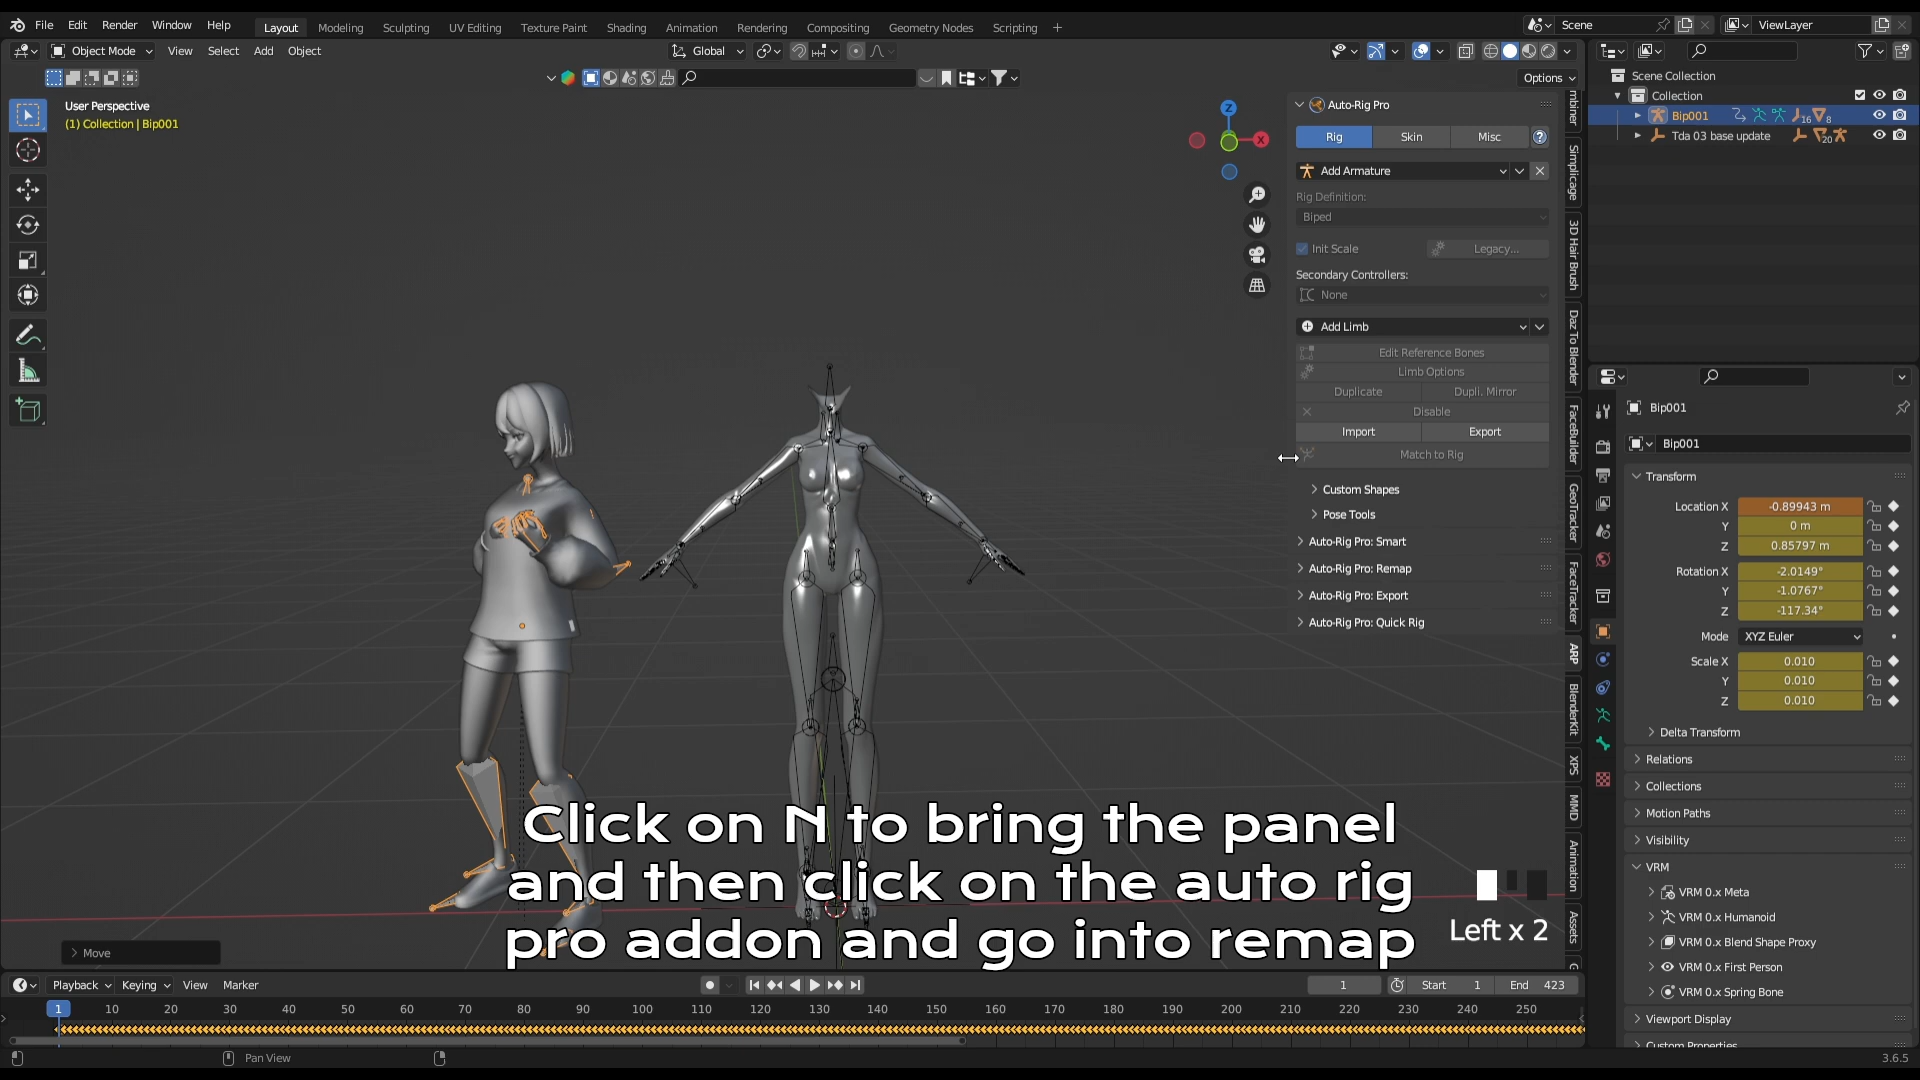 File Edit Render Window Help Layout Modeling Sculpting UV Editing Texture Paint Shading Animation Rendering Compositing Geometry Nodes Scripting + Scene ViewLayer
Object Mode View Select Add Object Global
Options
User Perspective
(1) Collection | Bip001
Z
X
Auto-Rig Pro
Rig Skin Misc ?
Add Armature
Rig Definition:
Biped
Init Scale Legacy...
Secondary Controllers:
None
Add Limb
Edit Reference Bones
Limb Options
Duplicate Dupli. Mirror
Disable
Import Export
Match to Rig
Custom Shapes
Pose Tools
Auto-Rig Pro: Smart
Auto-Rig Pro: Remap
Auto-Rig Pro: Export
Auto-Rig Pro: Quick Rig
mbiner
Simplicage
3D Hair Brush
Daz To Blender
FaceBuilder
GeoTracker
FaceTracker
ARP
BlenderKit
XPS
MMD
Animation
Assets
Scene Collection
Collection
Bip001 16 8
Tda 03 base update 20
Bip001
Bip001
Transform
Location X -0.89943 m
Y 0 m
Z 0.85797 m
Rotation X -2.0149°
Y -1.0767°
Z -117.34°
Mode XYZ Euler
Scale X 0.010
Y 0.010
Z 0.010
Delta Transform
Relations
Collections
Motion Paths
Visibility
VRM
VRM 0.x Meta
VRM 0.x Humanoid
VRM 0.x Blend Shape Proxy
VRM 0.x First Person
VRM 0.x Spring Bone
Viewport Display
Custom Properties
Click on N to bring the panel
and then click on the auto rig
pro addon and go into remap
Left x 2
Move
Playback Keying View Marker 1 Start 1 End 423
1 10 20 30 40 50 60 70 80 90 100 110 120 130 140 150 160 170 180 190 200 210 220 230 240 250
Pan View
3.6.5